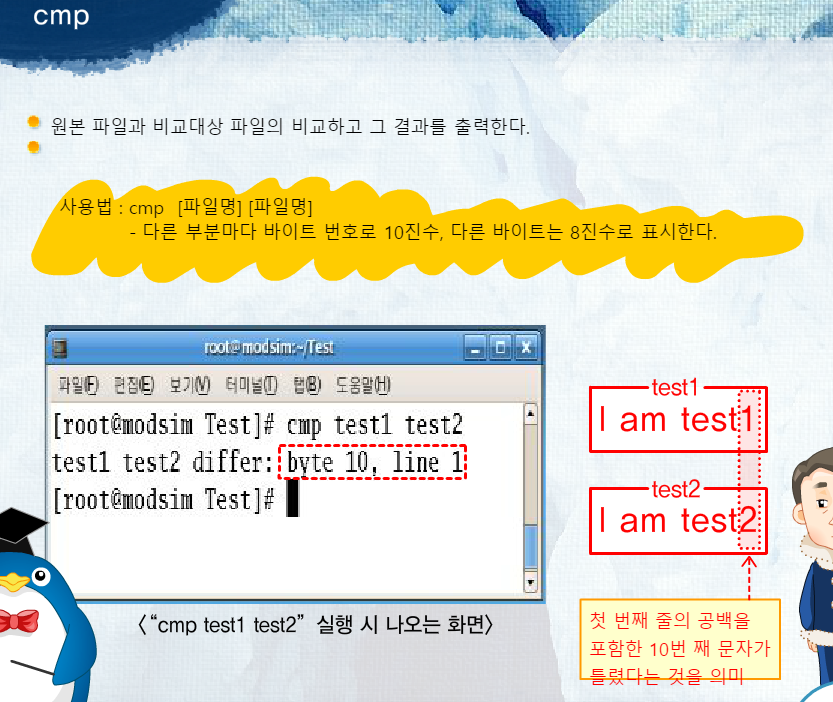 cmp
원본 파일과 비교대상 파일의 비교하고 그 결과를 출력한다.
사용법 : cmp [파일명] [파일명]
- 다른 부분마다 바이트 번호로 10진수, 다른 바이트는 8진수로 표시한다.
root@modsim:~/Test
파일(F) 편집(E) 보기(V) 터미널(T) 탭(B) 도움말(H)
[root@modsim Test]# cmp test1 test2
test1 test2 differ: byte 10, line 1
[root@modsim Test]#
test1
I am test1
test2
I am test2
첫 번째 줄의 공백을
포함한 10번 째 문자가
틀렸다는 것을 의미
〈“cmp test1 test2” 실행 시 나오는 화면〉